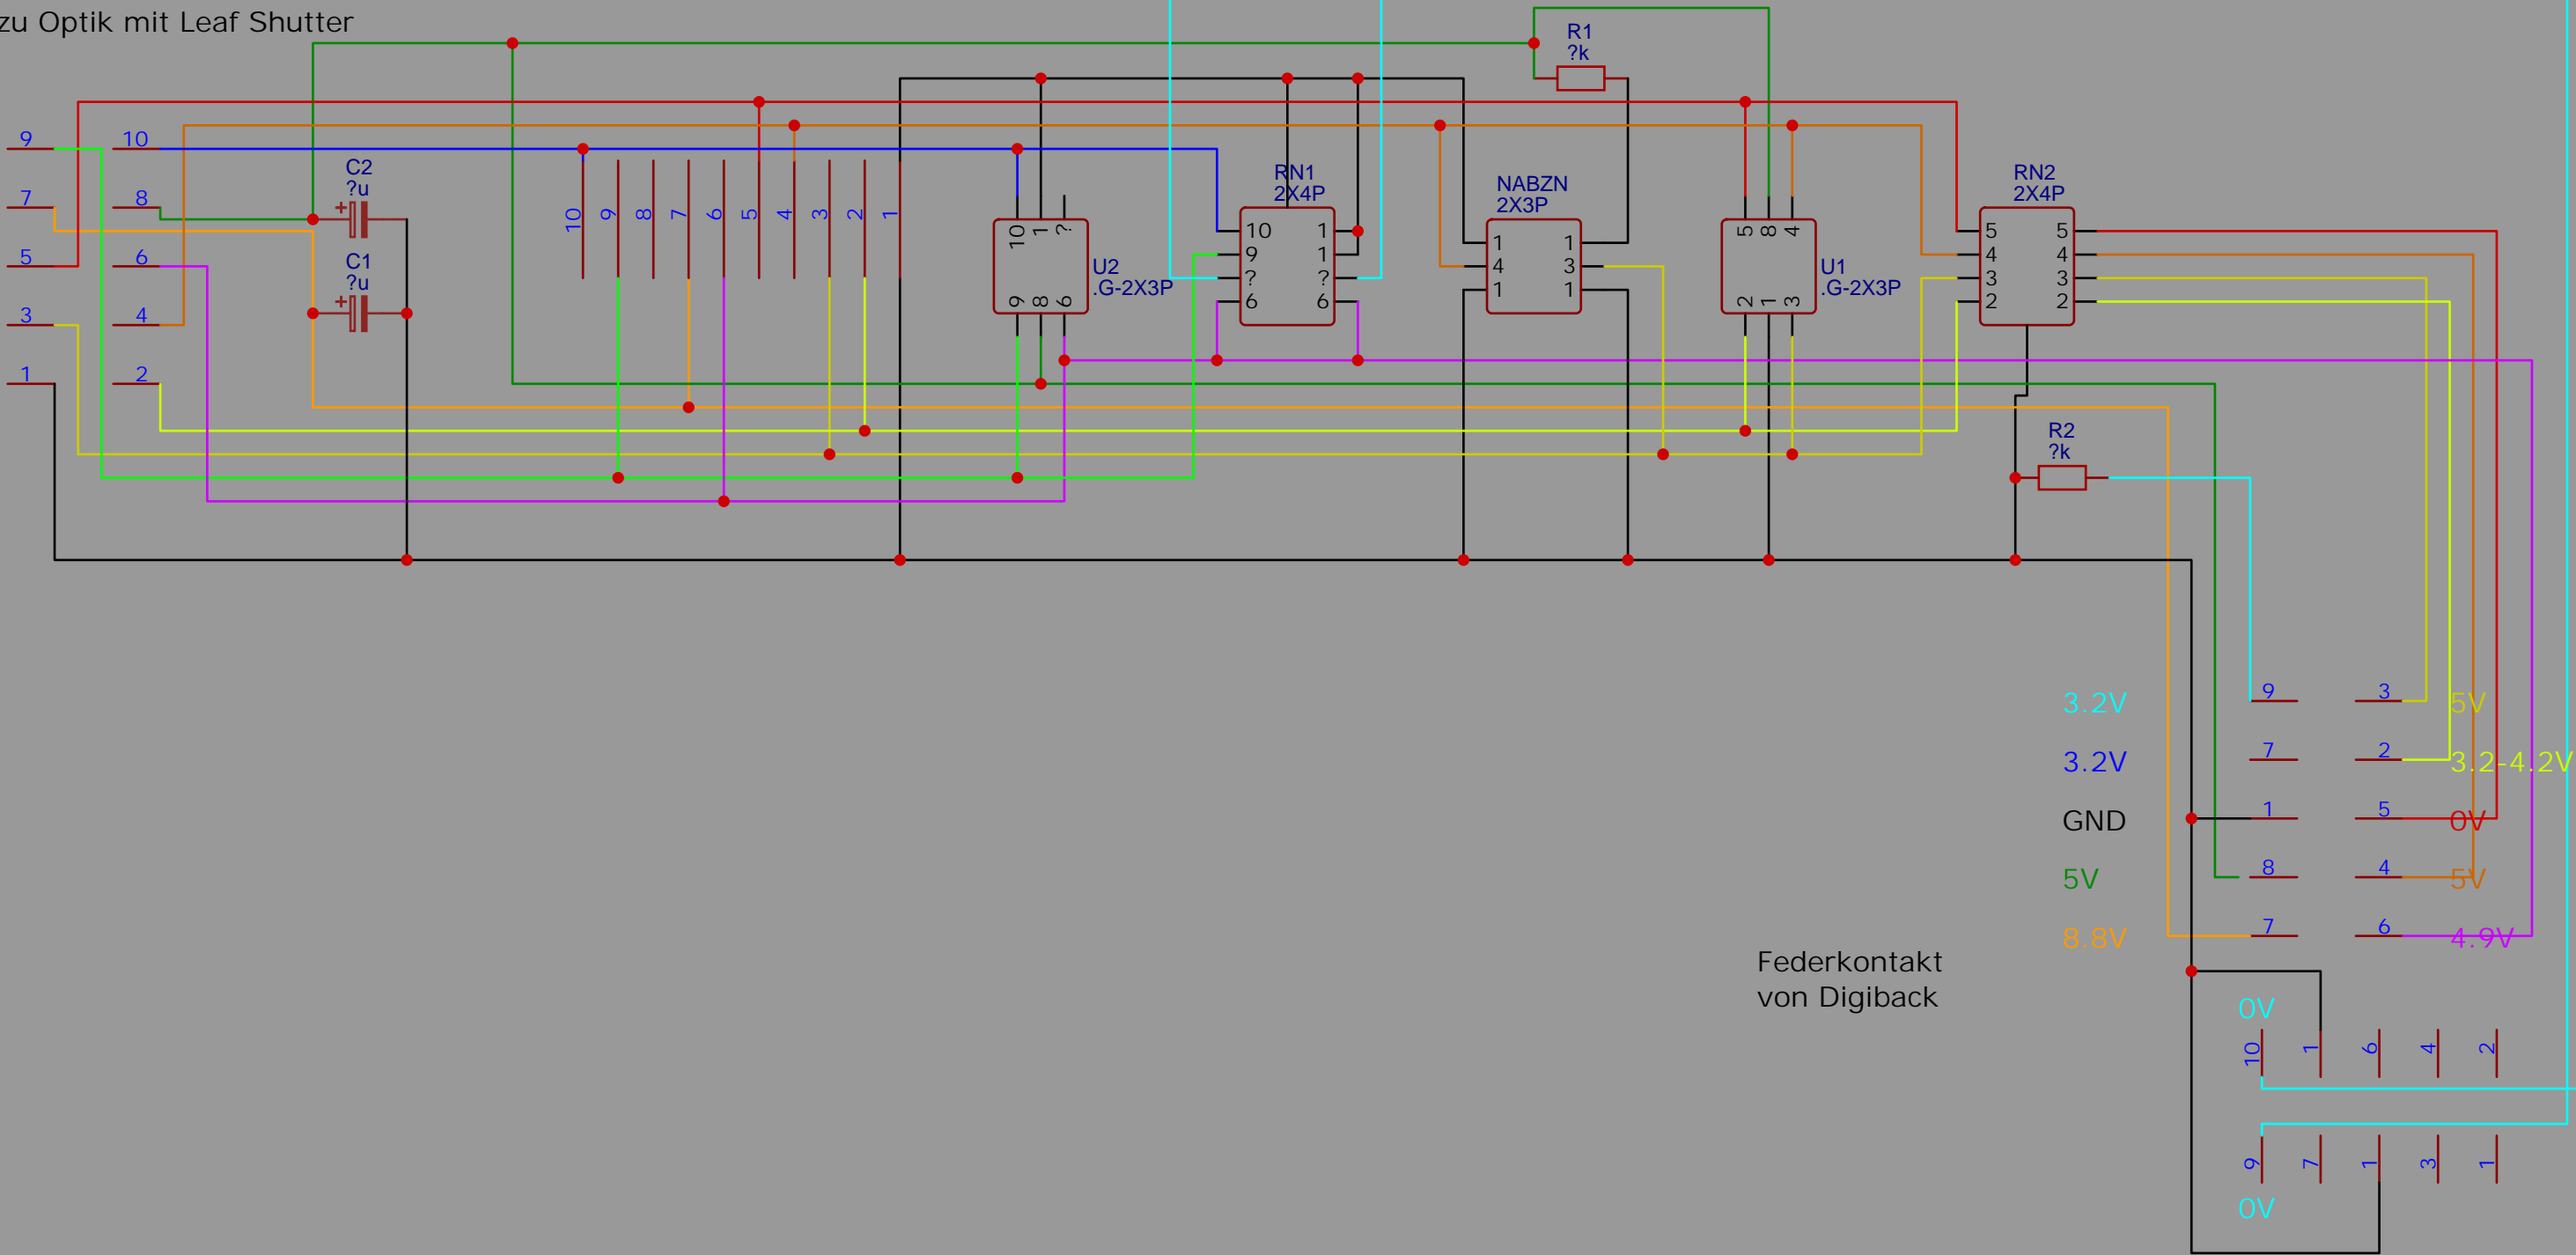 zu Optik mit Leaf Shutter
R1
?k
9 10
7 8
5 6
3 4
1 2
C2
?u
C1
?u
10 9 8 7 6 5 4 3 2 1
10 1 ?
9 8 6
U2
.G-2X3P
RN1
2X4P
10 1
9 1
? ?
6 6
NABZN
2X3P
1 1
4 3
1 1
5 8 4
2 1 3
U1
.G-2X3P
RN2
2X4P
5 5
4 4
3 3
2 2
R2
?k
3.2V 9 3 5V
3.2V 7 2 3.2-4.2V
GND 1 5 0V
5V 8 4 5V
8.8V 7 6 4.9V
Federkontakt
von Digiback
0V
10 1 6 4 2
9 7 1 3 1
0V